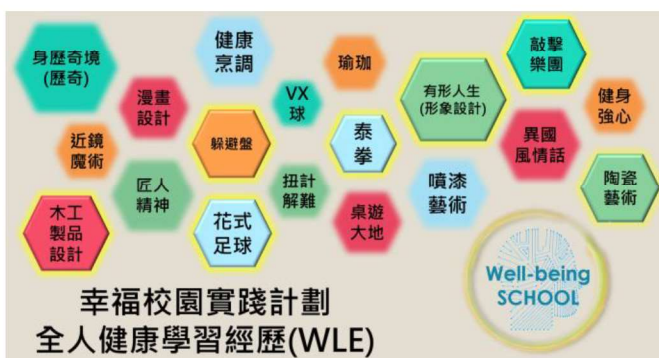 身歷奇境
(歷奇)
健康
烹調
瑜珈
敲擊
樂團
漫畫
設計
VX
球
有形人生
(形象設計)
健身
強心
近鏡
魔術
躲避盤
泰
拳
異國
風情話
匠人
精神
扭計
解難
噴漆
藝術
陶瓷
藝術
木工
製品
設計
花式
足球
桌遊
大地
Well-being
SCHOOL
幸福校園實踐計劃
全人健康學習經歷(WLE)